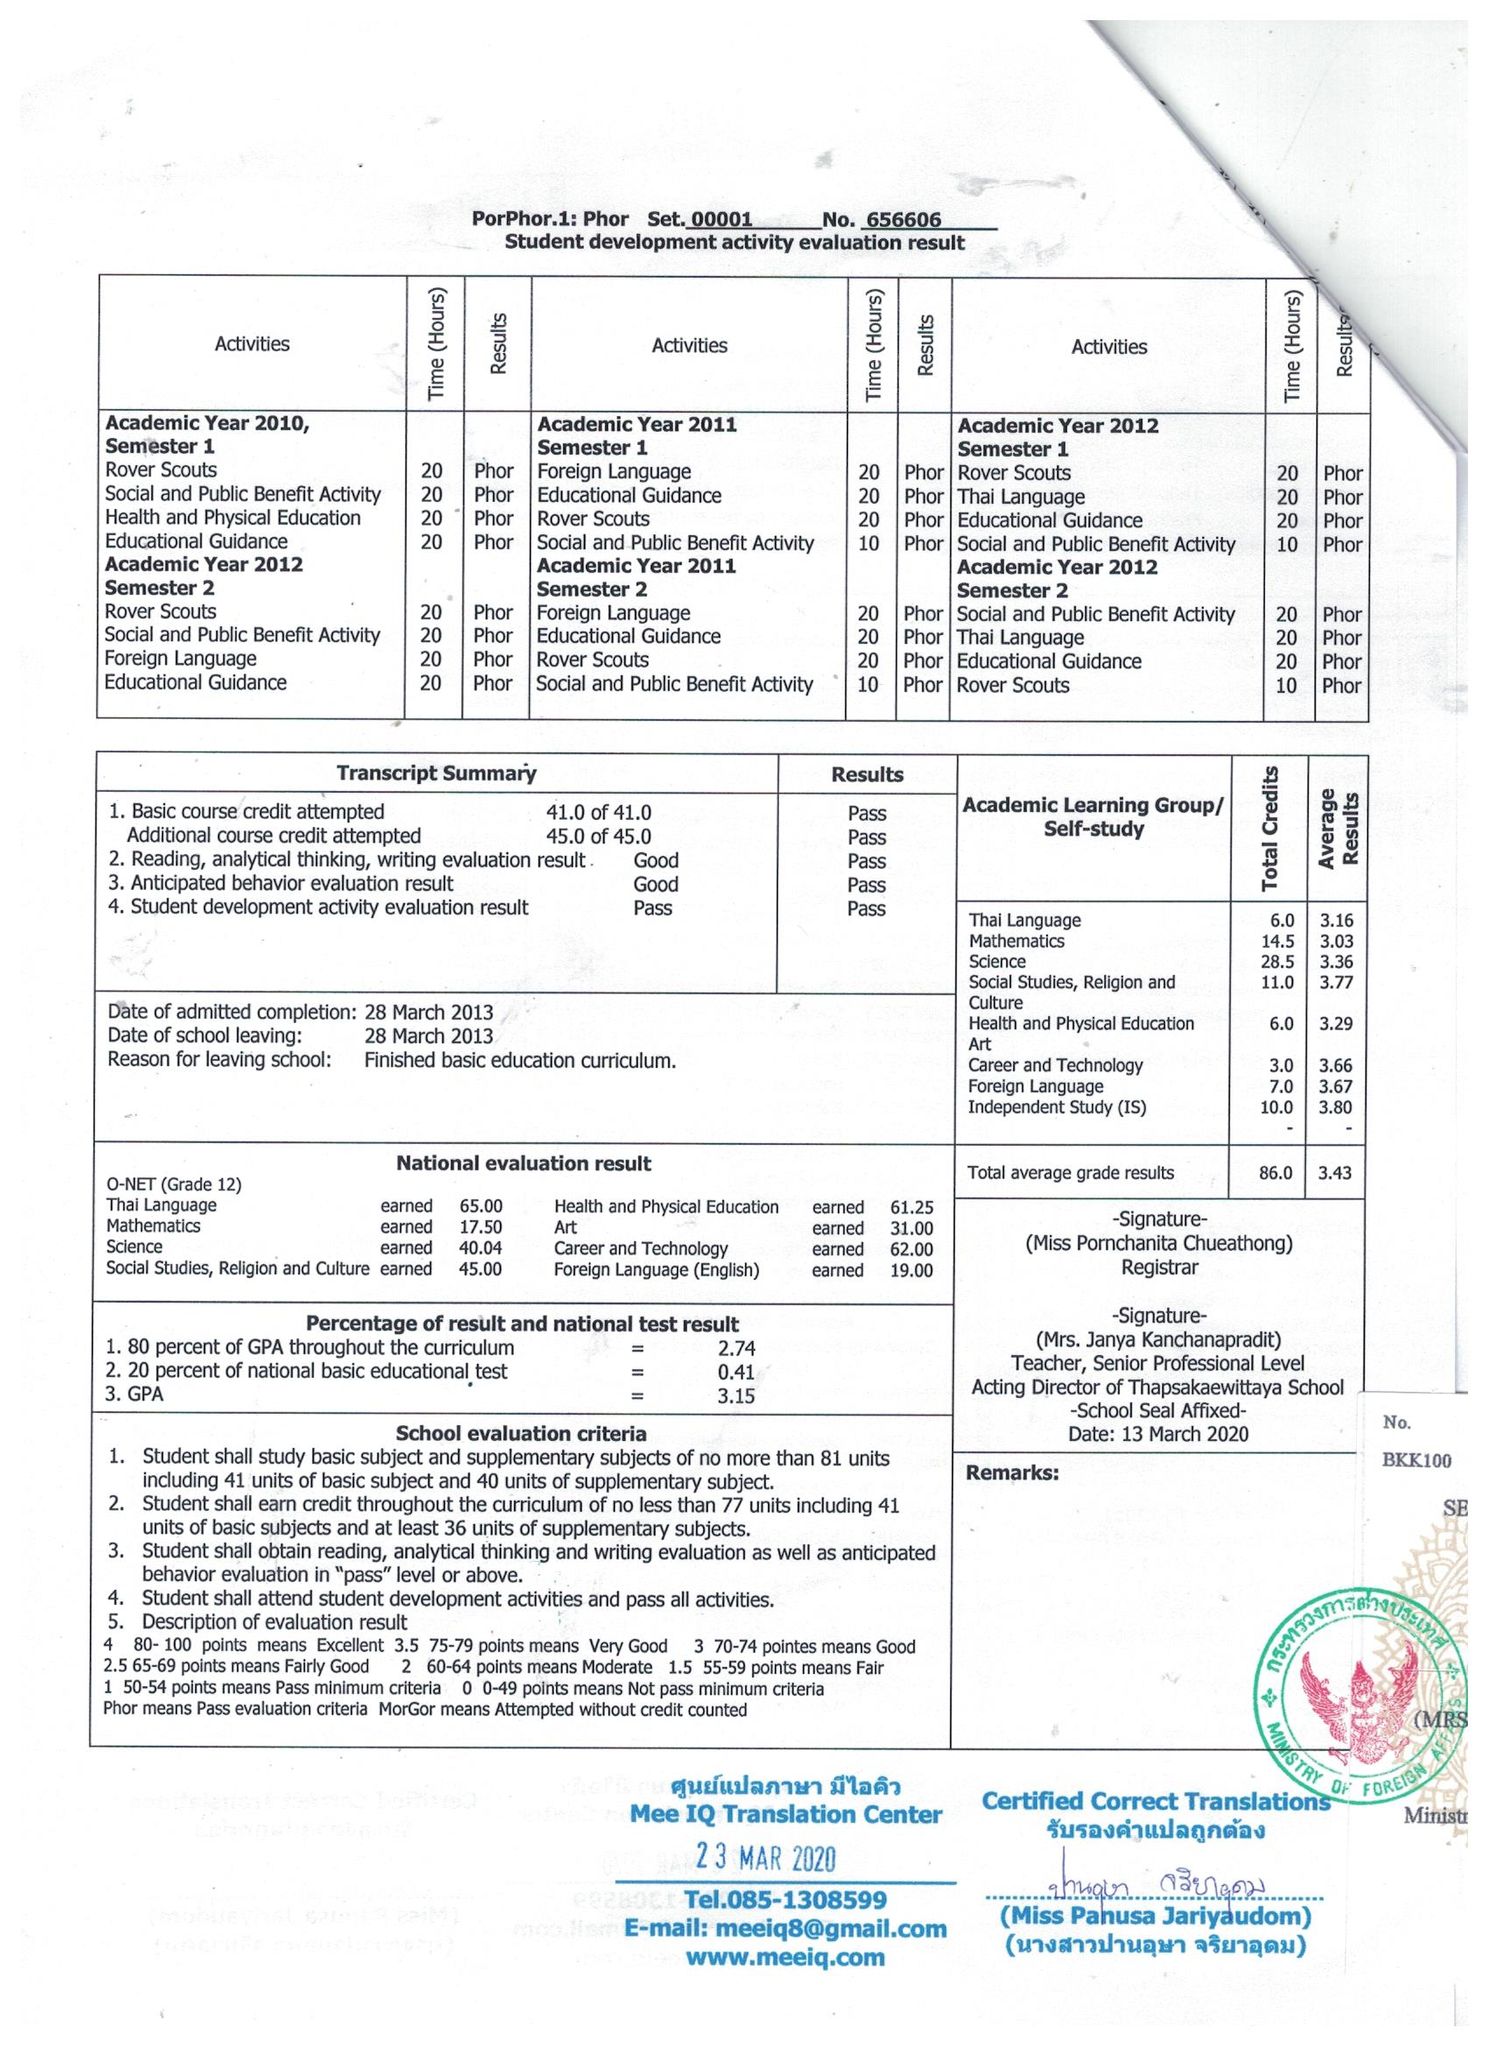 PorPhor.1: Phor Set. 00001 No. 656606
Student development activity evaluation result
Activities Time (Hours) Results Activities Time (Hours) Results Activities Time (Hours) Results
Academic Year 2010, Academic Year 2011 Academic Year 2012
Semester 1 Semester 1 Semester 1
Rover Scouts 20 Phor Foreign Language 20 Phor Rover Scouts 20 Phor
Social and Public Benefit Activity 20 Phor Educational Guidance 20 Phor Thai Language 20 Phor
Health and Physical Education 20 Phor Rover Scouts 20 Phor Educational Guidance 20 Phor
Educational Guidance 20 Phor Social and Public Benefit Activity 10 Phor Social and Public Benefit Activity 10 Phor
Academic Year 2012 Academic Year 2011 Academic Year 2012
Semester 2 Semester 2 Semester 2
Rover Scouts 20 Phor Foreign Language 20 Phor Social and Public Benefit Activity 20 Phor
Social and Public Benefit Activity 20 Phor Educational Guidance 20 Phor Thai Language 20 Phor
Foreign Language 20 Phor Rover Scouts 20 Phor Educational Guidance 20 Phor
Educational Guidance 20 Phor Social and Public Benefit Activity 10 Phor Rover Scouts 10 Phor
Transcript Summary Results
1. Basic course credit attempted 41.0 of 41.0 Pass
Additional course credit attempted 45.0 of 45.0 Pass
2. Reading, analytical thinking, writing evaluation result Good Pass
3. Anticipated behavior evaluation result Good Pass
4. Student development activity evaluation result Pass Pass
Date of admitted completion: 28 March 2013
Date of school leaving: 28 March 2013
Reason for leaving school: Finished basic education curriculum.
National evaluation result
O-NET (Grade 12)
Thai Language earned 65.00 Health and Physical Education earned 61.25
Mathematics earned 17.50 Art earned 31.00
Science earned 40.04 Career and Technology earned 62.00
Social Studies, Religion and Culture earned 45.00 Foreign Language (English) earned 19.00
Percentage of result and national test result
1. 80 percent of GPA throughout the curriculum = 2.74
2. 20 percent of national basic educational test = 0.41
3. GPA = 3.15
School evaluation criteria
1. Student shall study basic subject and supplementary subjects of no more than 81 units
including 41 units of basic subject and 40 units of supplementary subject.
2. Student shall earn credit throughout the curriculum of no less than 77 units including 41
units of basic subjects and at least 36 units of supplementary subjects.
3. Student shall obtain reading, analytical thinking and writing evaluation as well as anticipated
behavior evaluation in “pass” level or above.
4. Student shall attend student development activities and pass all activities.
5. Description of evaluation result
4 80- 100 points means Excellent 3.5 75-79 points means Very Good 3 70-74 pointes means Good
2.5 65-69 points means Fairly Good 2 60-64 points means Moderate 1.5 55-59 points means Fair
1 50-54 points means Pass minimum criteria 0 0-49 points means Not pass minimum criteria
Phor means Pass evaluation criteria MorGor means Attempted without credit counted
Academic Learning Group/
Self-study
Total Credits
Average
Results
Thai Language 6.0 3.16
Mathematics 14.5 3.03
Science 28.5 3.36
Social Studies, Religion and 11.0 3.77
Culture
Health and Physical Education 6.0 3.29
Art
Career and Technology 3.0 3.66
Foreign Language 7.0 3.67
Independent Study (IS) 10.0 3.80
- -
Total average grade results 86.0 3.43
-Signature-
(Miss Pornchanita Chueathong)
Registrar
-Signature-
(Mrs. Janya Kanchanapradit)
Teacher, Senior Professional Level
Acting Director of Thapsakaewittaya School
-School Seal Affixed-
Date: 13 March 2020
Remarks:
No.
BKK100
SE
(MRS
Ministr
กระทรวงการต่างประเทศ
MINISTRY OF FOREIGN AFFAIRS
ศูนย์แปลภาษา มีไอคิว
Mee IQ Translation Center
23 MAR 2020
Tel.085-1308599
E-mail: meeiq8@gmail.com
www.meeiq.com
Certified Correct Translations
รับรองคำแปลถูกต้อง
ปานอุษา จริยาอุดม
(Miss Panusa Jariyaudom)
(นางสาวปานอุษา จริยาอุดม)